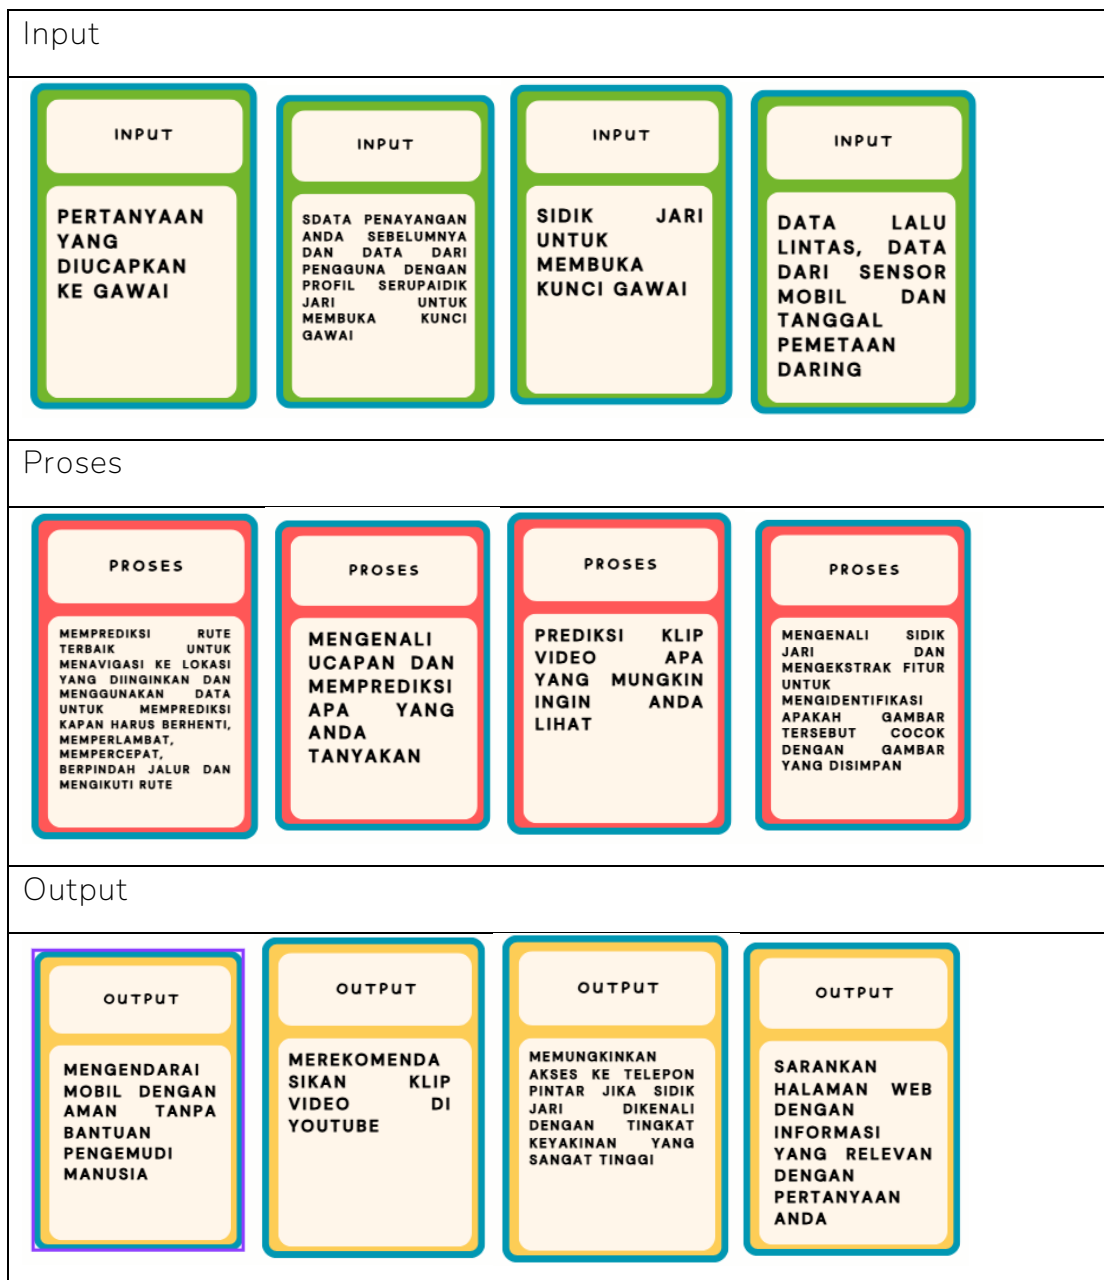 Input
INPUT
PERTANYAAN
YANG
DIUCAPKAN
KE GAWAI
INPUT
SDATA PENAYANGAN
ANDA SEBELUMNYA
DAN DATA DARI
PENGGUNA DENGAN
PROFIL SERUPAIDIK
JARI UNTUK
MEMBUKA KUNCI
GAWAI
INPUT
SIDIK JARI
UNTUK
MEMBUKA
KUNCI GAWAI
INPUT
DATA LALU
LINTAS, DATA
DARI SENSOR
MOBIL DAN
TANGGAL
PEMETAAN
DARING
Proses
PROSES
MEMPREDIKSI RUTE
TERBAIK UNTUK
MENAVIGASI KE LOKASI
YANG DIINGINKAN DAN
MENGGUNAKAN DATA
UNTUK MEMPREDIKSI
KAPAN HARUS BERHENTI,
MEMPERLAMBAT,
MEMPERCEPAT,
BERPINDAH JALUR DAN
MENGIKUTI RUTE
PROSES
MENGENALI
UCAPAN DAN
MEMPREDIKSI
APA YANG
ANDA
TANYAKAN
PROSES
PREDIKSI KLIP
VIDEO APA
YANG MUNGKIN
INGIN ANDA
LIHAT
PROSES
MENGENALI SIDIK
JARI DAN
MENGEKSTRAK FITUR
UNTUK
MENGIDENTIFIKASI
APAKAH GAMBAR
TERSEBUT COCOK
DENGAN GAMBAR
YANG DISIMPAN
Output
OUTPUT
MENGENDARAI
MOBIL DENGAN
AMAN TANPA
BANTUAN
PENGEMUDI
MANUSIA
OUTPUT
MEREKOMENDA
SIKAN KLIP
VIDEO DI
YOUTUBE
OUTPUT
MEMUNGKINKAN
AKSES KE TELEPON
PINTAR JIKA SIDIK
JARI DIKENALI
DENGAN TINGKAT
KEYAKINAN YANG
SANGAT TINGGI
OUTPUT
SARANKAN
HALAMAN WEB
DENGAN
INFORMASI
YANG RELEVAN
DENGAN
PERTANYAAN
ANDA